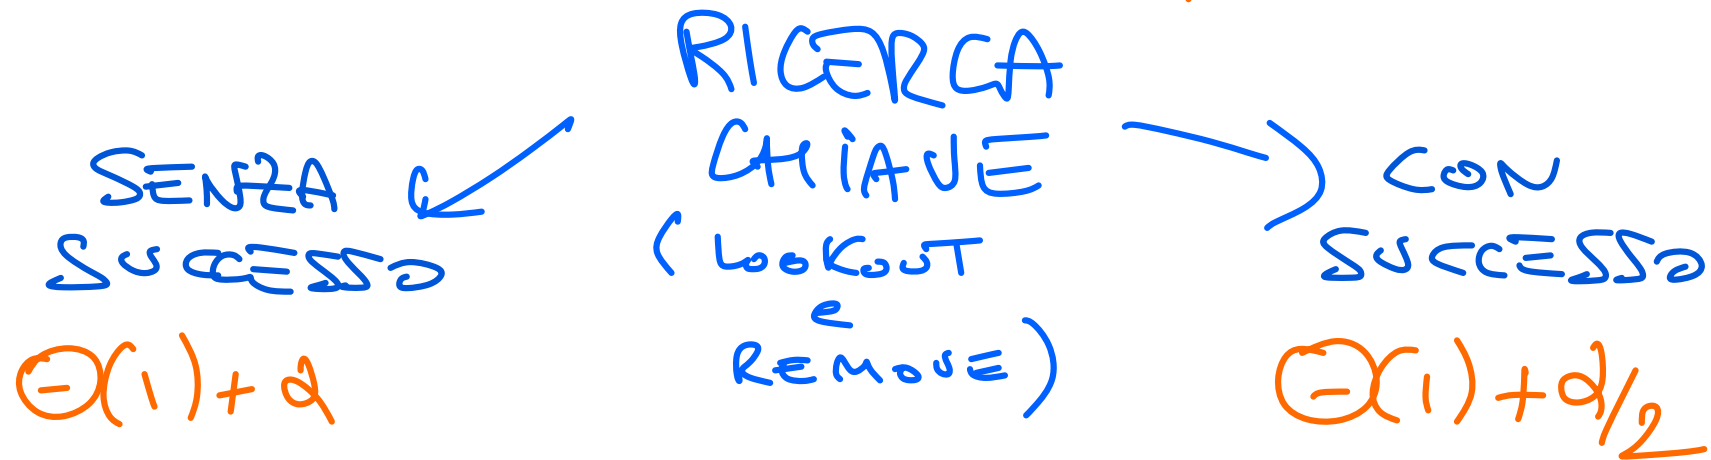 RICERCA
CHIAVE
(LOOKOUT
e
REMOVE)
SENZA
SUCCESSO
Θ(1) + α
CON
SUCCESSO
Θ(1) + α/2